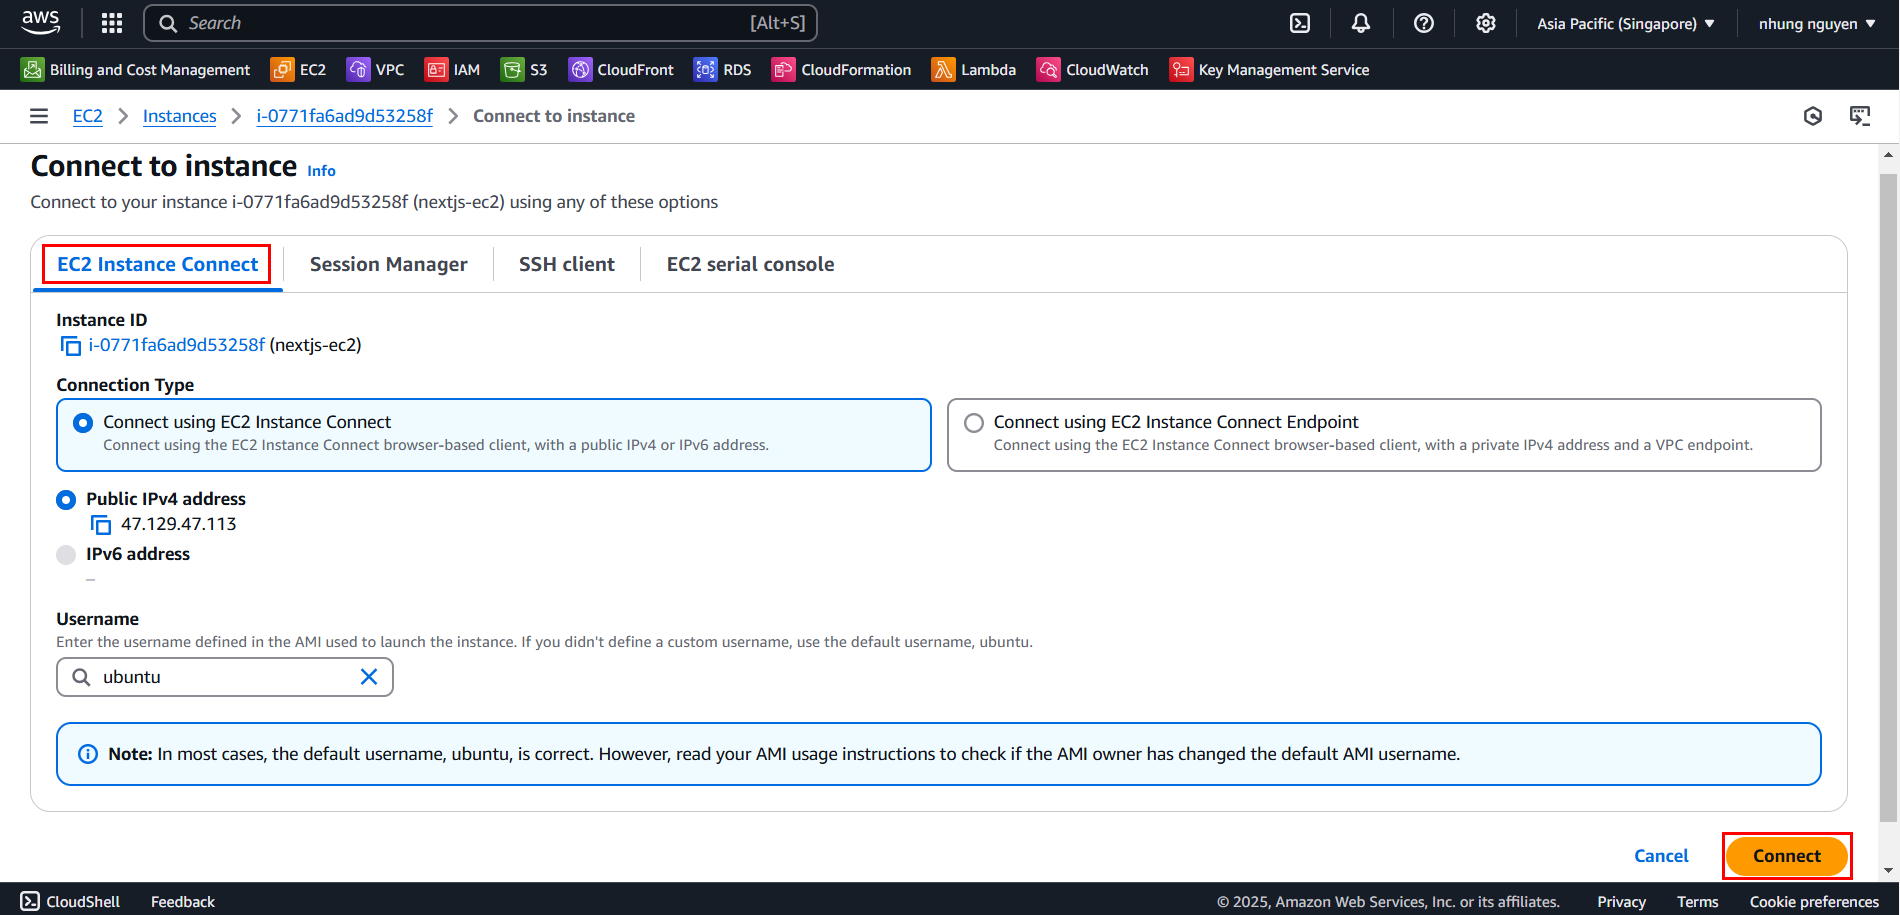 aws Search [Alt+S] Asia Pacific (Singapore) nhung nguyen
Billing and Cost Management EC2 VPC IAM S3 CloudFront RDS CloudFormation Lambda CloudWatch Key Management Service
EC2 > Instances > i-0771fa6ad9d53258f > Connect to instance
Connect to instance Info
Connect to your instance i-0771fa6ad9d53258f (nextjs-ec2) using any of these options
EC2 Instance Connect Session Manager SSH client EC2 serial console
Instance ID
i-0771fa6ad9d53258f (nextjs-ec2)
Connection Type
Connect using EC2 Instance Connect
Connect using the EC2 Instance Connect browser-based client, with a public IPv4 or IPv6 address.
Connect using EC2 Instance Connect Endpoint
Connect using the EC2 Instance Connect browser-based client, with a private IPv4 address and a VPC endpoint.
Public IPv4 address
47.129.47.113
IPv6 address
–
Username
Enter the username defined in the AMI used to launch the instance. If you didn't define a custom username, use the default username, ubuntu.
ubuntu
Note: In most cases, the default username, ubuntu, is correct. However, read your AMI usage instructions to check if the AMI owner has changed the default AMI username.
Cancel Connect
CloudShell Feedback © 2025, Amazon Web Services, Inc. or its affiliates. Privacy Terms Cookie preferences